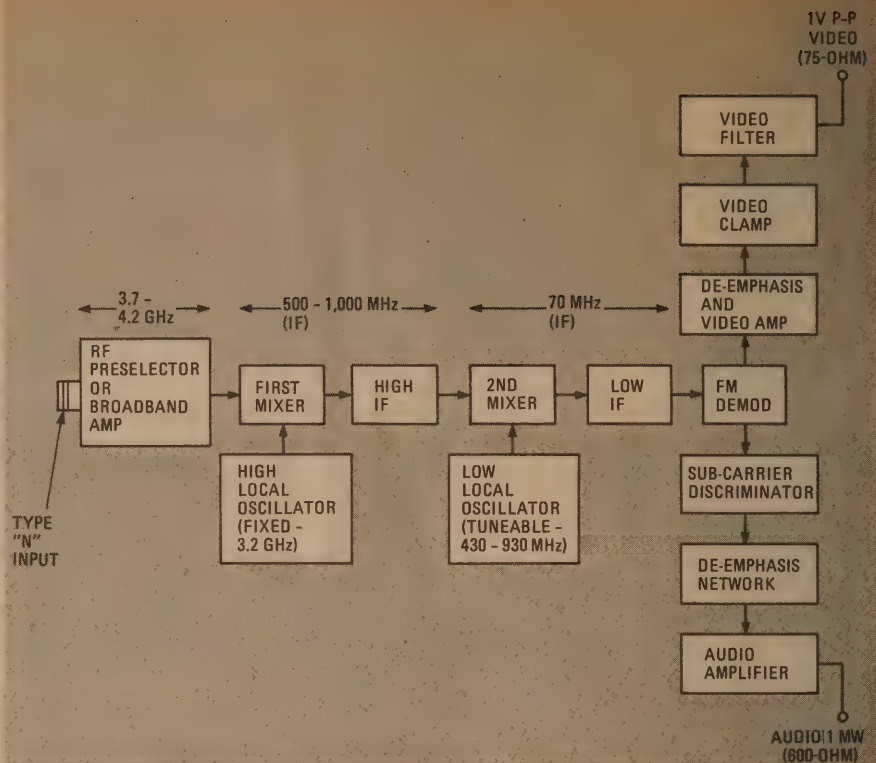 1V P-P
VIDEO
(75-OHM)
VIDEO
FILTER
VIDEO
CLAMP
DE-EMPHASIS
AND
VIDEO AMP
3.7 –
4.2 GHz
500 – 1,000 MHz
(IF)
70 MHz
(IF)
RF
PRESELECTOR
OR
BROADBAND
AMP
FIRST
MIXER
HIGH
IF
2ND
MIXER
LOW
IF
FM
DEMOD
HIGH
LOCAL
OSCILLATOR
(FIXED –
3.2 GHz)
LOW
LOCAL
OSCILLATOR
(TUNEABLE –
430 – 930 MHz)
SUB-CARRIER
DISCRIMINATOR
TYPE
"N"
INPUT
DE-EMPHASIS
NETWORK
AUDIO
AMPLIFIER
AUDIO 1 MW
(600-OHM)